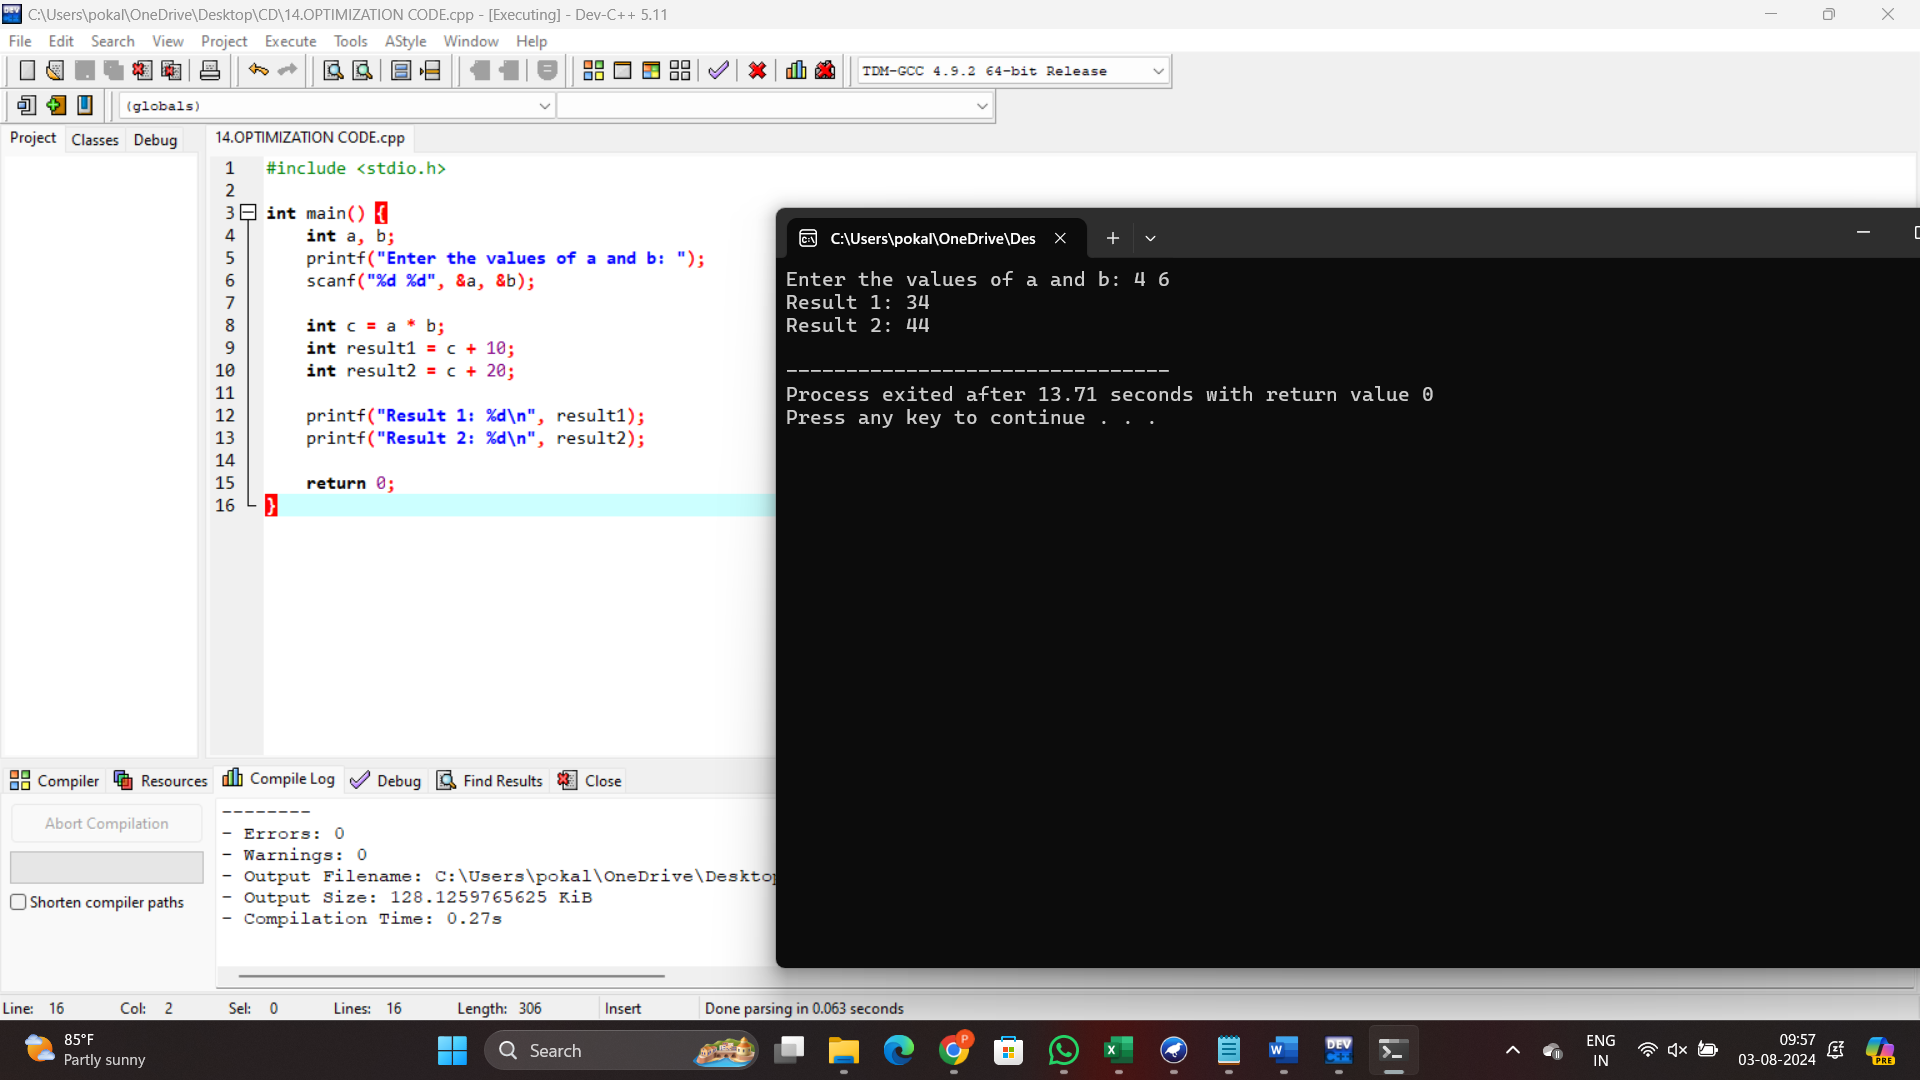 C:\Users\pokal\OneDrive\Desktop\CD\14.OPTIMIZATION CODE.cpp - [Executing] - Dev-C++ 5.11
File Edit Search View Project Execute Tools AStyle Window Help
TDM-GCC 4.9.2 64-bit Release
(globals)
Project Classes Debug
14.OPTIMIZATION CODE.cpp
1 #include <stdio.h>
2
3 int main() {
4 int a, b;
5 printf("Enter the values of a and b: ");
6 scanf("%d %d", &a, &b);
7
8 int c = a * b;
9 int result1 = c + 10;
10 int result2 = c + 20;
11
12 printf("Result 1: %d\n", result1);
13 printf("Result 2: %d\n", result2);
14
15 return 0;
16 }
C:\Users\pokal\OneDrive\Des
Enter the values of a and b: 4 6
Result 1: 34
Result 2: 44
--------------------------------
Process exited after 13.71 seconds with return value 0
Press any key to continue . . .
Compiler Resources Compile Log Debug Find Results Close
Abort Compilation
Shorten compiler paths
--------
- Errors: 0
- Warnings: 0
- Output Filename: C:\Users\pokal\OneDrive\Desktop
- Output Size: 128.1259765625 KiB
- Compilation Time: 0.27s
Line: 16 Col: 2 Sel: 0 Lines: 16 Length: 306 Insert Done parsing in 0.063 seconds
85°F
Partly sunny
Search
P
DEV
PRE
ENG
IN
09:57
03-08-2024